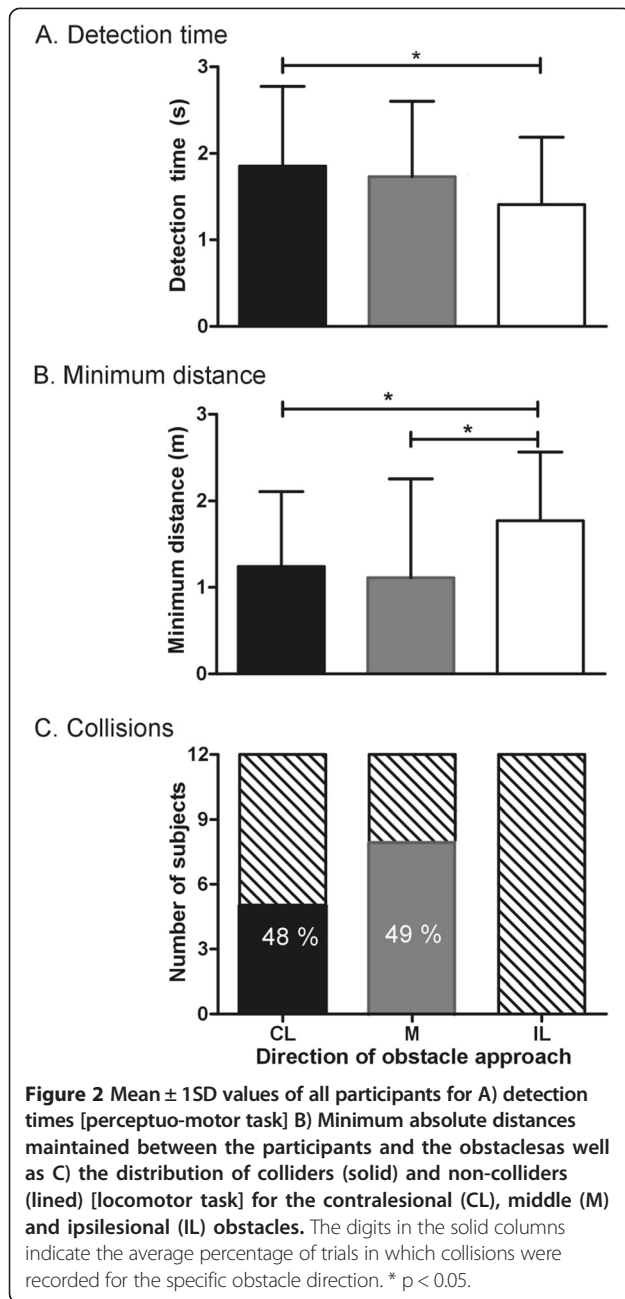 A. Detection time
*
3
2
1
0
Detection time (s)
B. Minimum distance
*
*
3
2
1
0
Minimum distance (m)
C. Collisions
12
9
6
3
0
Number of subjects
48 %
49 %
CL
M
IL
Direction of obstacle approach
Figure 2 Mean ± 1SD values of all participants for A) detection
times [perceptuo-motor task] B) Minimum absolute distances
maintained between the participants and the obstaclesas well
as C) the distribution of colliders (solid) and non-colliders
(lined) [locomotor task] for the contralesional (CL), middle (M)
and ipsilesional (IL) obstacles. The digits in the solid columns
indicate the average percentage of trials in which collisions were
recorded for the specific obstacle direction. * p < 0.05.